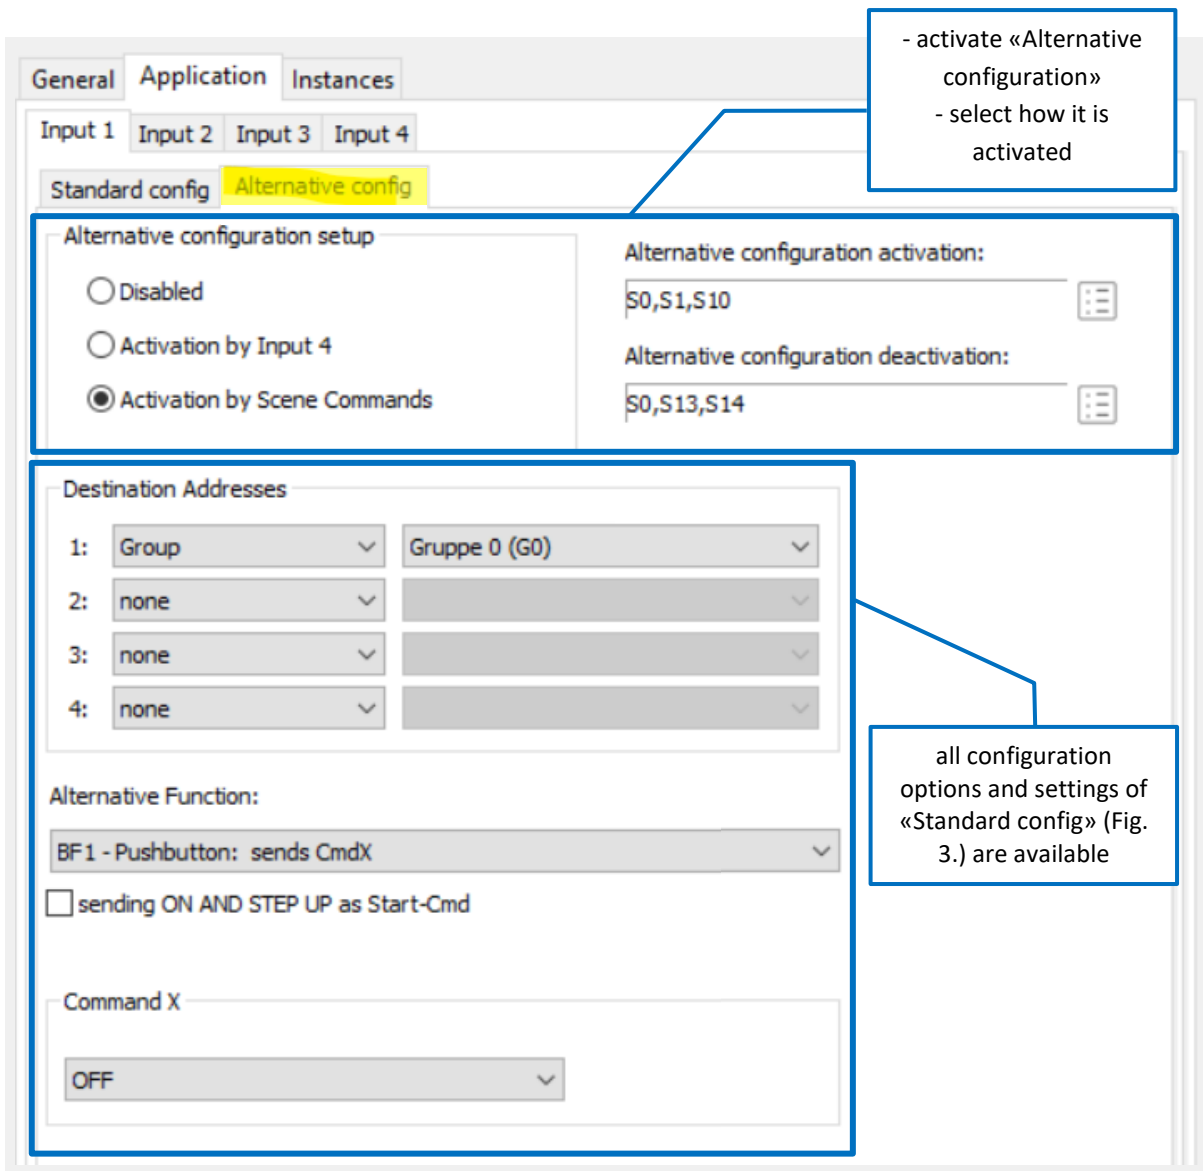 - activate «Alternative
configuration»
- select how it is
activated
General Application Instances
Input 1 Input 2 Input 3 Input 4
Standard config Alternative config
Alternative configuration setup
Disabled
Activation by Input 4
Activation by Scene Commands
Alternative configuration activation:
S0,S1,S10
Alternative configuration deactivation:
S0,S13,S14
Destination Addresses
1: Group Gruppe 0 (G0)
2: none
3: none
4: none
all configuration
options and settings of
«Standard config» (Fig.
3.) are available
Alternative Function:
BF1 - Pushbutton: sends CmdX
sending ON AND STEP UP as Start-Cmd
Command X
OFF